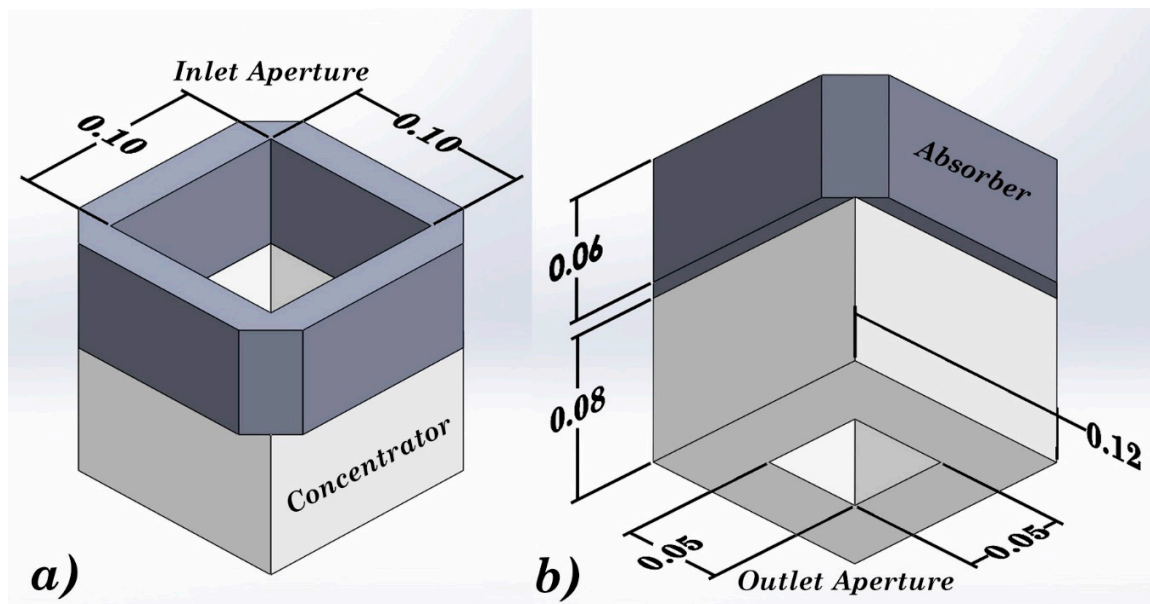 Inlet Aperture
0.10
0.10
Concentrator
a)
Absorber
0.06
0.08
0.12
0.05
0.05
Outlet Aperture
b)